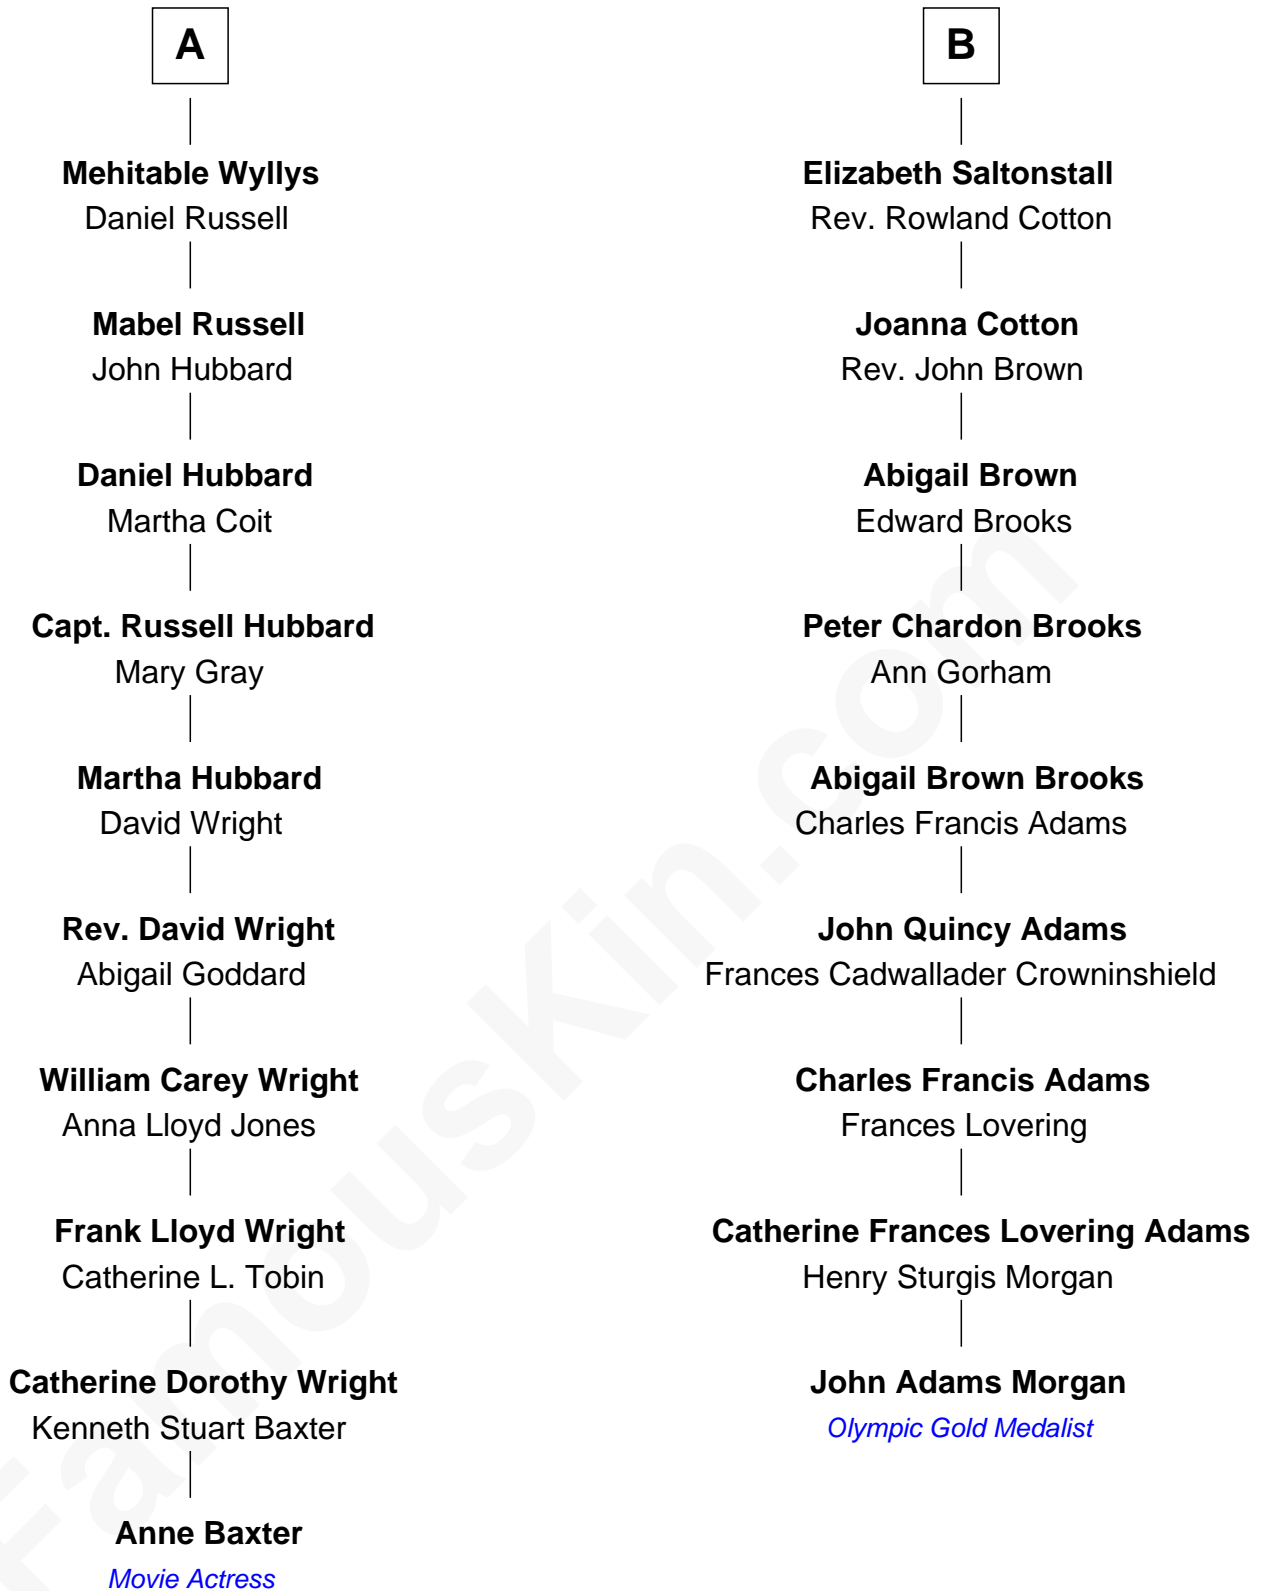 A
Mehitable Wyllys
Daniel Russell
Mabel Russell
John Hubbard
Daniel Hubbard
Martha Coit
Capt. Russell Hubbard
Mary Gray
Martha Hubbard
David Wright
Rev. David Wright
Abigail Goddard
William Carey Wright
Anna Lloyd Jones
Frank Lloyd Wright
Catherine L. Tobin
Catherine Dorothy Wright
Kenneth Stuart Baxter
Anne Baxter
Movie Actress
B
Elizabeth Saltonstall
Rev. Rowland Cotton
Joanna Cotton
Rev. John Brown
Abigail Brown
Edward Brooks
Peter Chardon Brooks
Ann Gorham
Abigail Brown Brooks
Charles Francis Adams
John Quincy Adams
Frances Cadwallader Crowninshield
Charles Francis Adams
Frances Lovering
Catherine Frances Lovering Adams
Henry Sturgis Morgan
John Adams Morgan
Olympic Gold Medalist
FamousKin.com